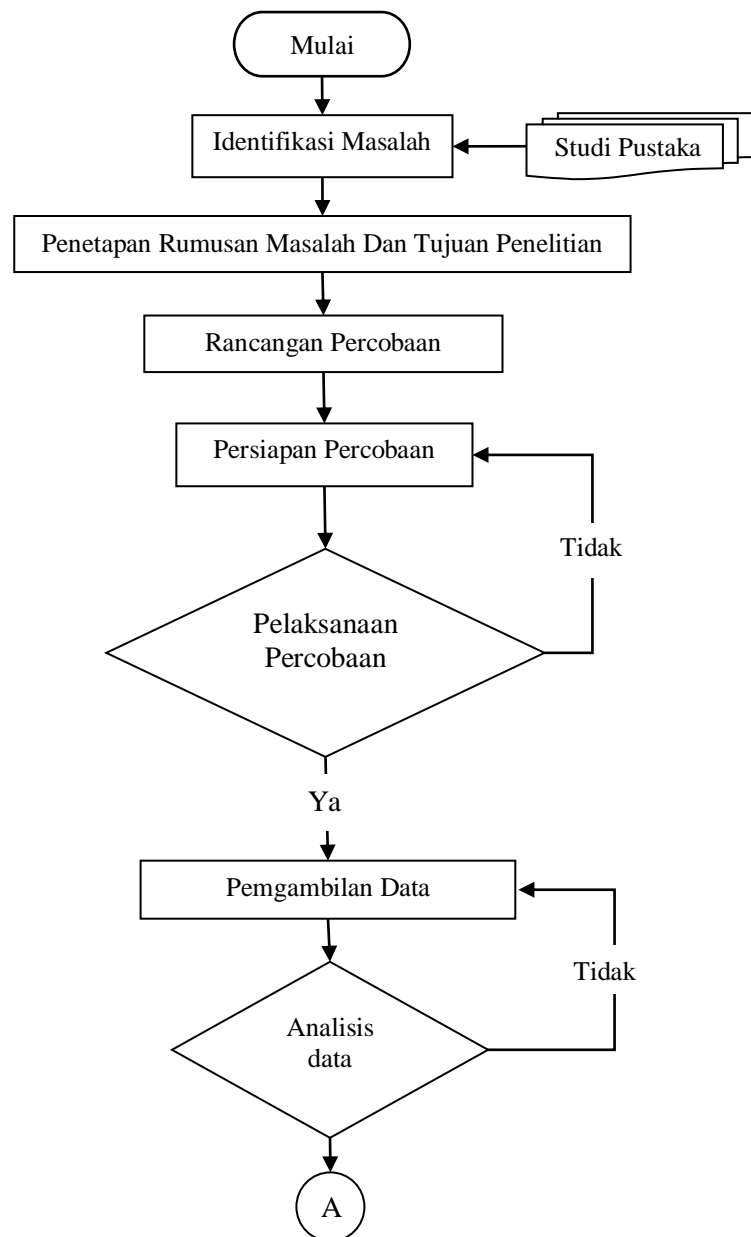 Mulai
Identifikasi Masalah
Studi Pustaka
Penetapan Rumusan Masalah Dan Tujuan Penelitian
Rancangan Percobaan
Persiapan Percobaan
Tidak
Pelaksanaan
Percobaan
Ya
Pemgambilan Data
Tidak
Analisis
data
A